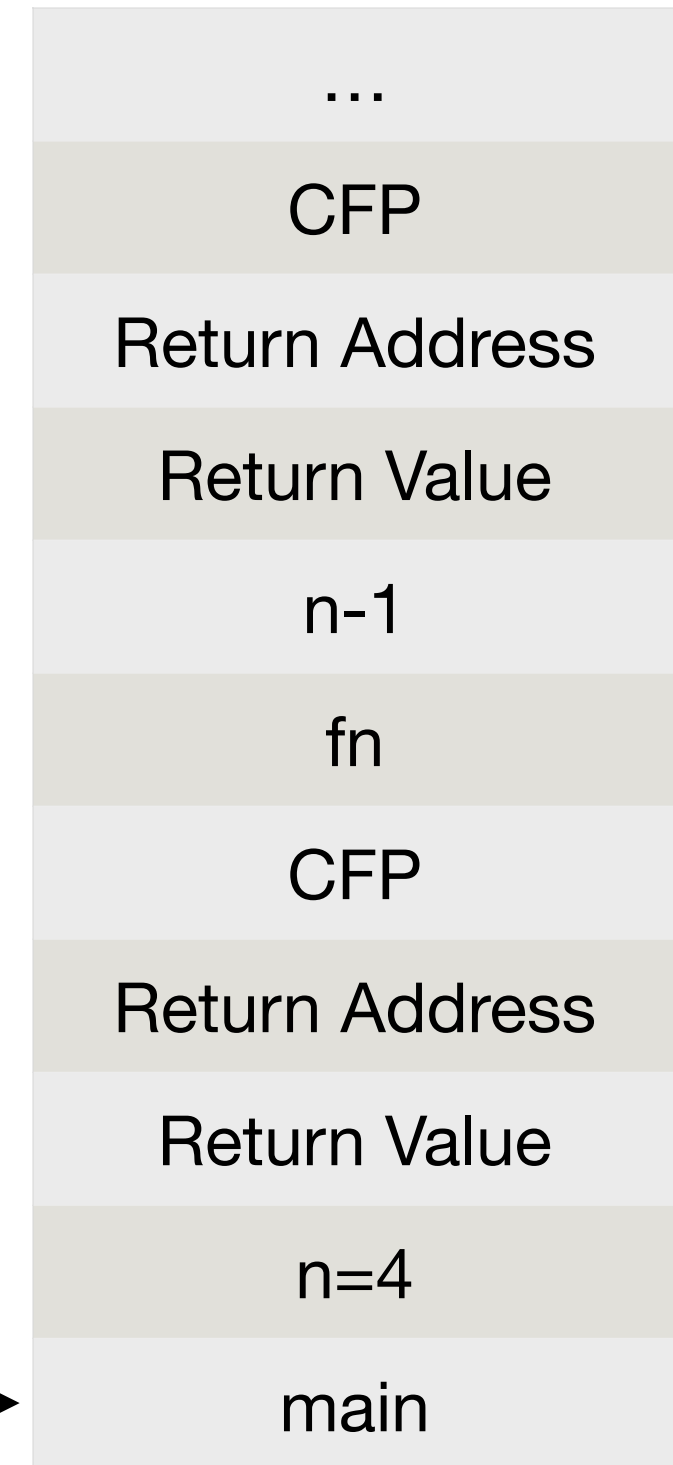 ...
CFP
Return Address
Return Value
n-1
fn
CFP
Return Address
Return Value
n=4
main